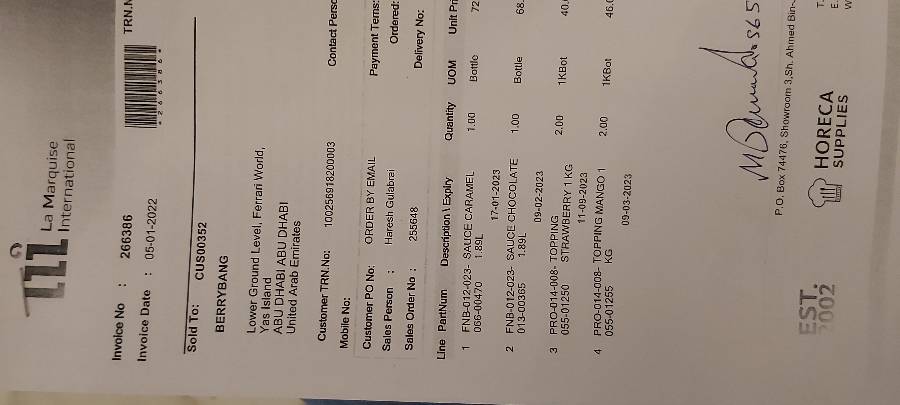 La Marquise
International
Invoice No : 266386 TRN.
Invoice Date : 05-01-2022
*266386*
Sold To: CUS00352
BERRYBANG
Lower Ground Level, Ferrari World,
Yas Island
ABU DHABI ABU DHABI
United Arab Emirates
Customer TRN.No: 100256918200003 Contact Perso
Mobile No:
Customer PO No: ORDER BY EMAIL Payment Terms:
Sales Person : Haresh Gulabrai Ordered:
Sales Order No : 255648 Delivery No:
Line PartNum Description \ Expiry Quantity UOM Unit Pri
1 FNB-012-023- SAUCE CARAMEL 1.00 Bottle 72
066-00470 1.89L
17-01-2023
2 FNB-012-023- SAUCE CHOCOLATE 1.00 Bottle 68.
013-00365 1.89L
09-02-2023
3 PRO-014-008- TOPPING 2.00 1KBot 40.
055-01250 STRAWBERRY 1 KG
11-09-2023
4 PRO-014-008- TOPPING MANGO 1 2.00 1KBot 46.
055-01255 KG
09-03-2023
P.O. Box 74476, Showroom 3,Sh. Ahmed Bin
EST.
2002
HORECA
SUPPLIES
T.
E.
W